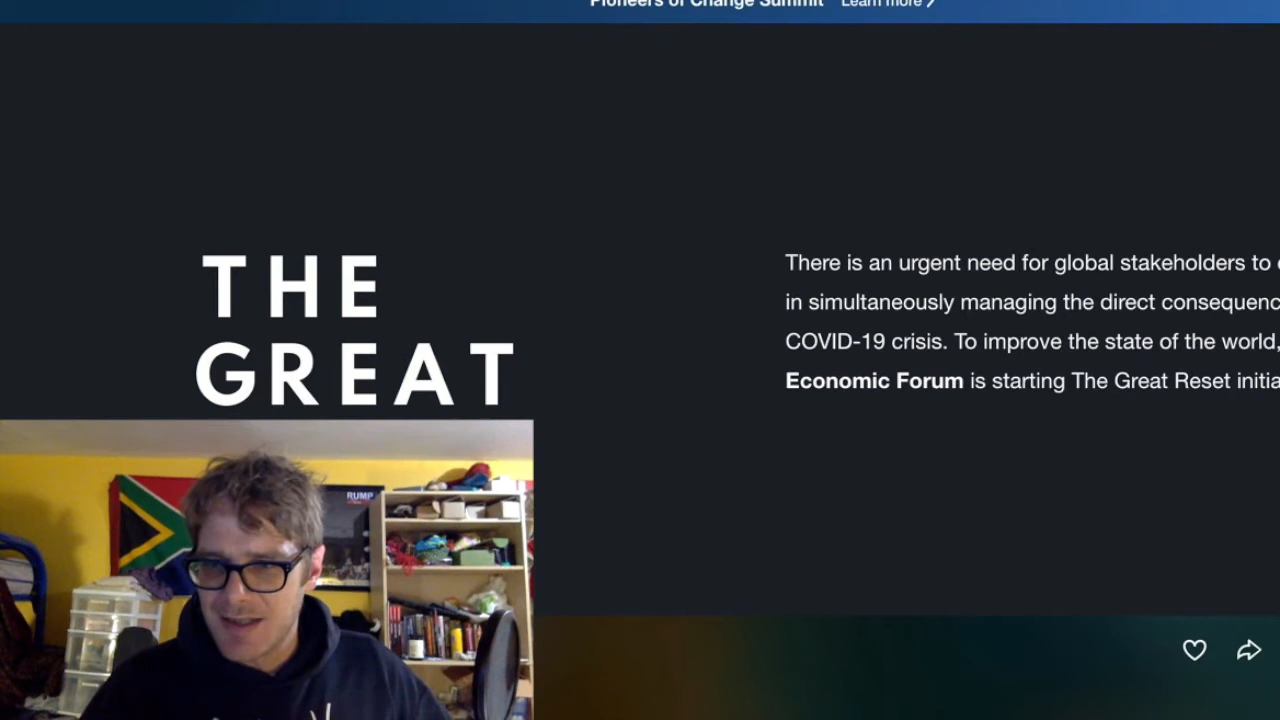 Pioneers of Change Summit Learn more
THE
GREAT
There is an urgent need for global stakeholders to
in simultaneously managing the direct
COVID-19 crisis. To improve the state of the world,
Economic Forum is starting The Great Reset
RUMP